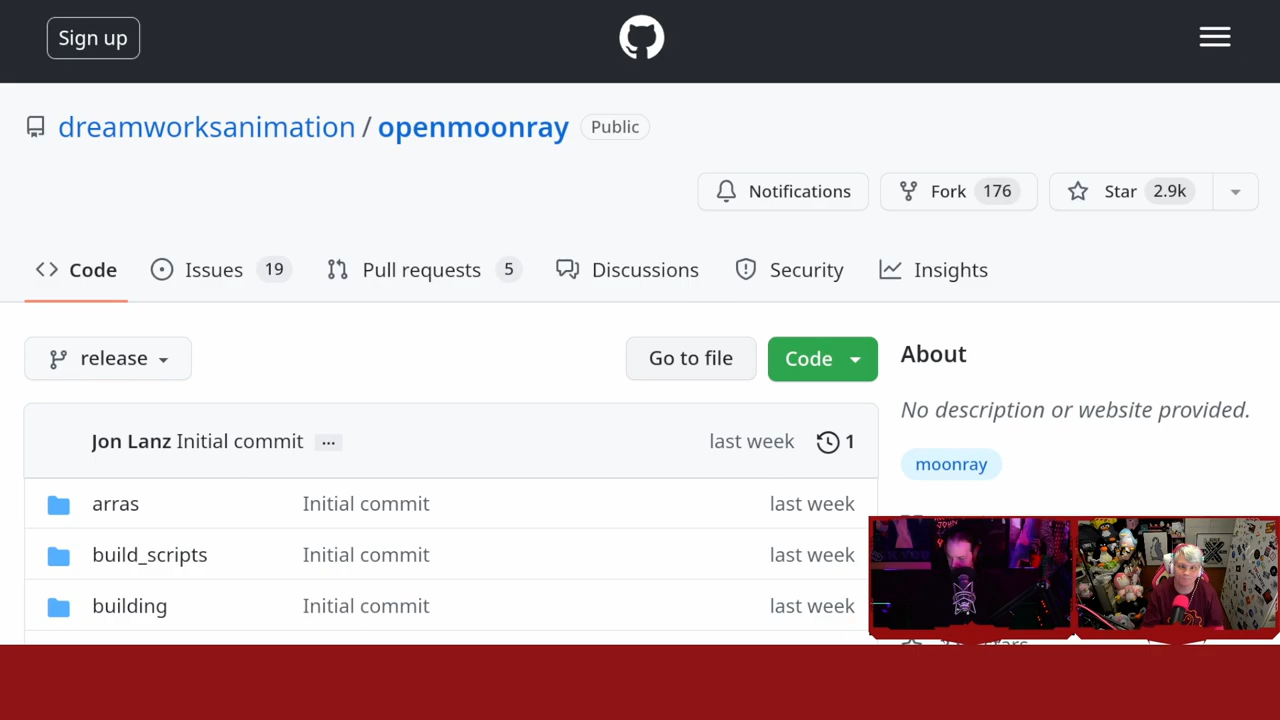 Sign up
dreamworksanimation / openmoonray Public
Notifications Fork 176 Star 2.9k
Code Issues 19 Pull requests 5 Discussions Security Insights
release Go to file Code
About
No description or website provided.
moonray
Jon Lanz Initial commit ... last week 1
arras Initial commit last week
build_scripts Initial commit last week
building Initial commit last week